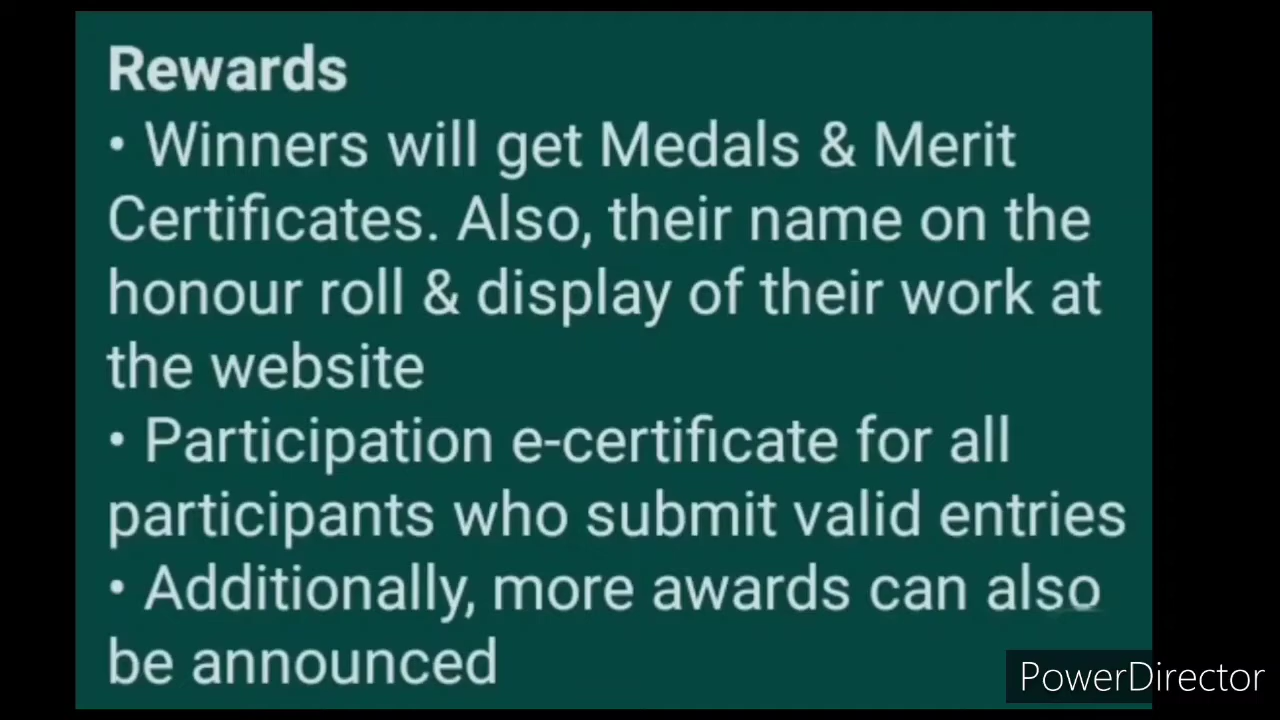 Rewards
• Winners will get Medals & Merit
Certificates. Also, their name on the
honour roll & display of their work at
the website
• Participation e-certificate for all
participants who submit valid entries
• Additionally, more awards can also
be announced
PowerDirector